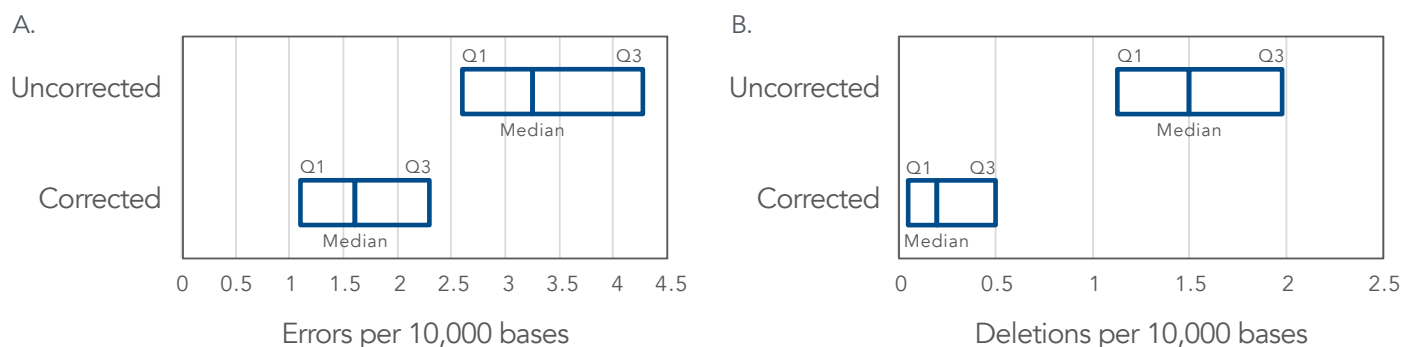 A.
Uncorrected
Q1 Q3
Median
Corrected
Q1 Q3
Median
0 0.5 1 1.5 2 2.5 3 3.5 4 4.5
Errors per 10,000 bases
B.
Uncorrected
Q1 Q3
Median
Corrected
Q1 Q3
Median
0 0.5 1 1.5 2 2.5
Deletions per 10,000 bases